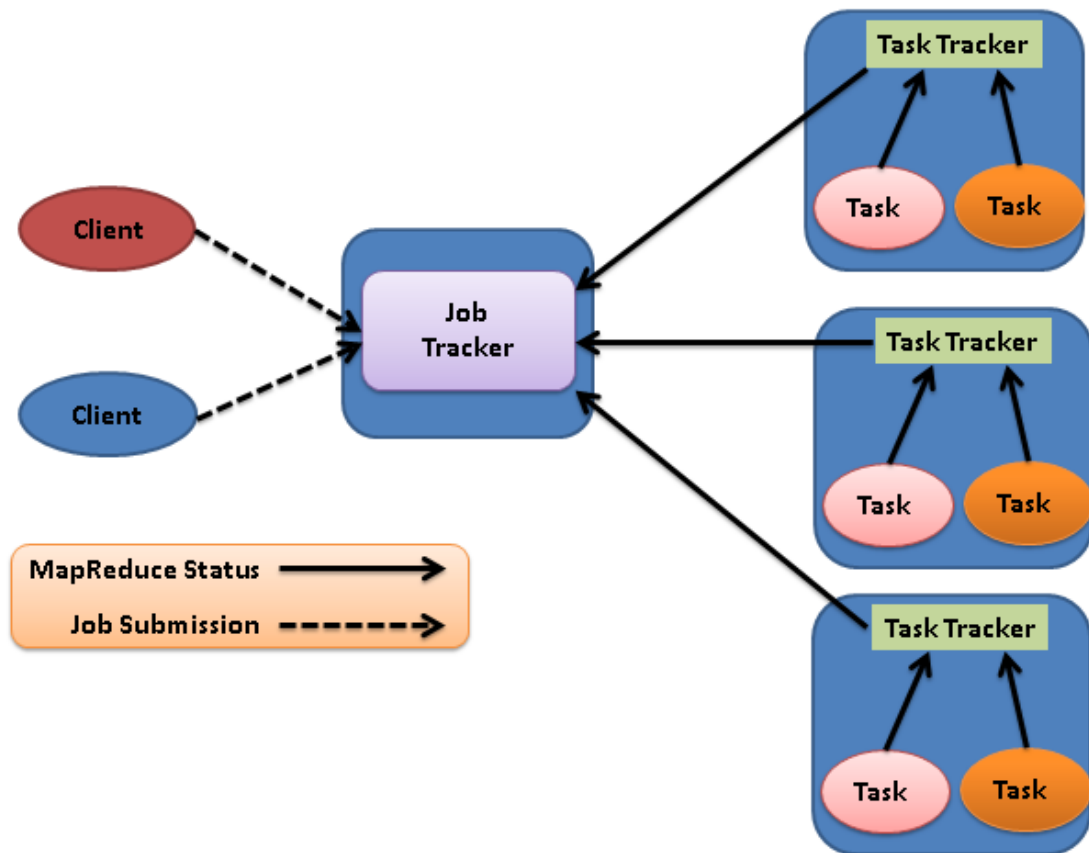 Task Tracker
Task
Task
Client
Job
Tracker
Task Tracker
Client
Task
Task
MapReduce Status
Job Submission
Task Tracker
Task
Task